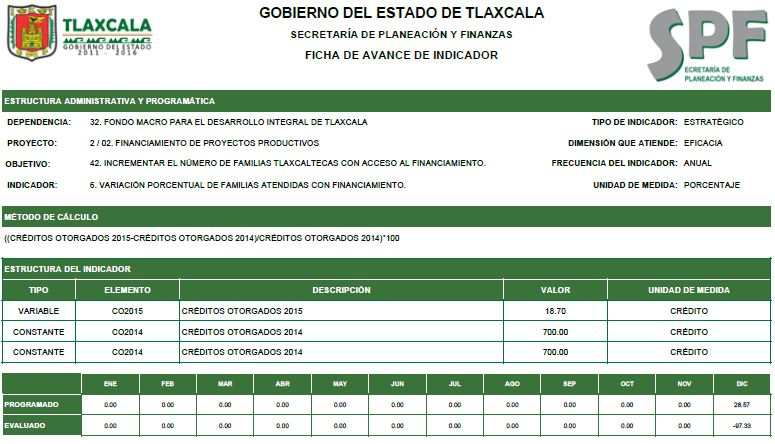 TLAXCALA
GOBIERNO DEL ESTADO
2011 - 2016
GOBIERNO DEL ESTADO DE TLAXCALA
SECRETARÍA DE PLANEACIÓN Y FINANZAS
FICHA DE AVANCE DE INDICADOR
SPF
ECRETARÍA DE
PLANEACIÓN Y FINANZAS
ESTRUCTURA ADMINISTRATIVA Y PROGRAMÁTICA
DEPENDENCIA: 32. FONDO MACRO PARA EL DESARROLLO INTEGRAL DE TLAXCALA TIPO DE INDICADOR: ESTRATÉGICO
PROYECTO: 2 / 02. FINANCIAMIENTO DE PROYECTOS PRODUCTIVOS DIMENSIÓN QUE ATIENDE: EFICACIA
OBJETIVO: 42. INCREMENTAR EL NÚMERO DE FAMILIAS TLAXCALTECAS CON ACCESO AL FINANCIAMIENTO. FRECUENCIA DEL INDICADOR: ANUAL
INDICADOR: 6. VARIACIÓN PORCENTUAL DE FAMILIAS ATENDIDAS CON FINANCIAMIENTO. UNIDAD DE MEDIDA: PORCENTAJE
MÉTODO DE CÁLCULO
((CRÉDITOS OTORGADOS 2015-CRÉDITOS OTORGADOS 2014)/CRÉDITOS OTORGADOS 2014)*100
ESTRUCTURA DEL INDICADOR
TIPO ELEMENTO DESCRIPCIÓN VALOR UNIDAD DE MEDIDA
VARIABLE CO2015 CRÉDITOS OTORGADOS 2015 18.70 CRÉDITO
CONSTANTE CO2014 CRÉDITOS OTORGADOS 2014 700.00 CRÉDITO
CONSTANTE CO2014 CRÉDITOS OTORGADOS 2014 700.00 CRÉDITO
ENE FEB MAR ABR MAY JUN JUL AGO SEP OCT NOV DIC
PROGRAMADO 0.00 0.00 0.00 0.00 0.00 0.00 0.00 0.00 0.00 0.00 0.00 28.57
EVALUADO 0.00 0.00 0.00 0.00 0.00 0.00 0.00 0.00 0.00 0.00 0.00 -97.33